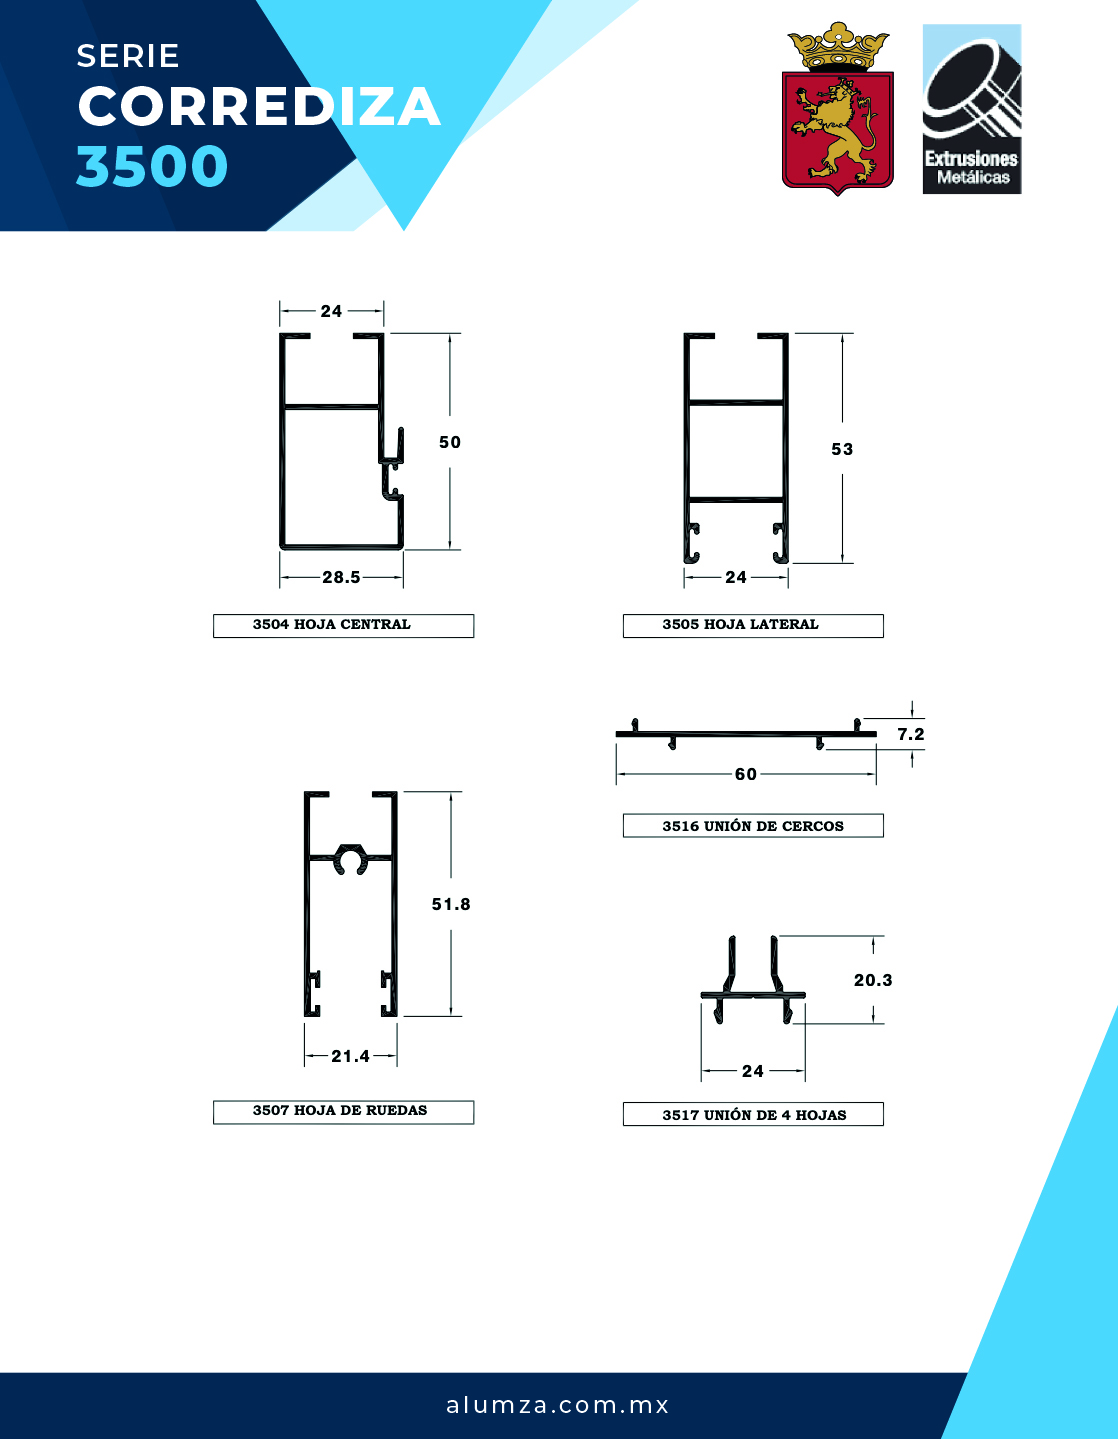 SERIE
CORREDIZA
3500
Extrusiones
Metálicas
24
50
28.5
3504 HOJA CENTRAL
53
24
3505 HOJA LATERAL
7.2
60
3516 UNIÓN DE CERCOS
51.8
21.4
3507 HOJA DE RUEDAS
20.3
24
3517 UNIÓN DE 4 HOJAS
alumza.com.mx